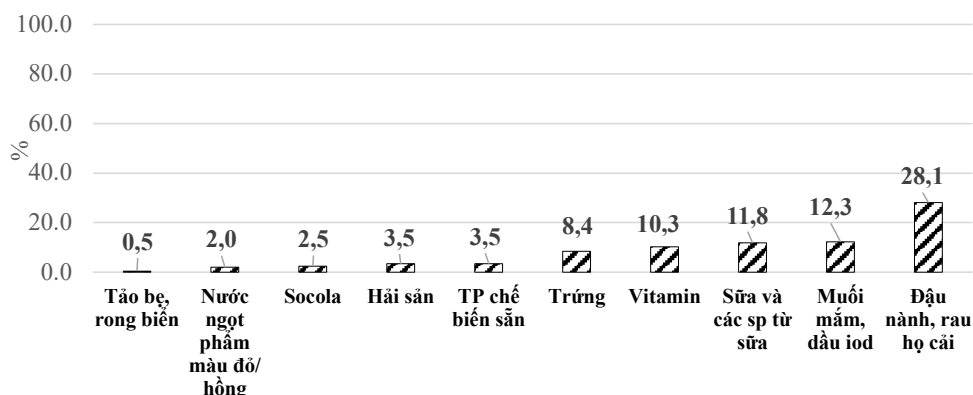 100.0
80.0
60.0
40.0
20.0
0.0
%
0,5
2,0
2,5
3,5
3,5
8,4
10,3
11,8
12,3
28,1
Tảo bẹ,
rong biển
Nước
ngọt
phẩm
màu đỏ/
hồng
Socola
Hải sản
TP chế
biến sẵn
Trứng
Vitamin
Sữa và
các sp từ
sữa
Muối
mắm,
dầu iod
Đậu
nành, rau
họ cải